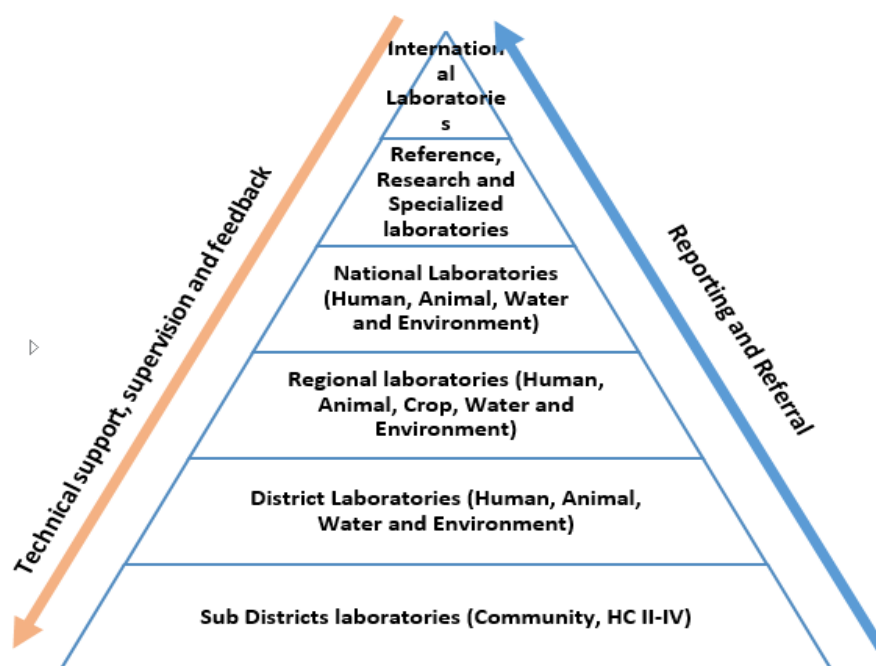 Internation
al
Laboratorie
s
Reference,
Research and
Specialized
laboratories
National Laboratories
(Human, Animal, Water
and Environment)
Regional laboratories (Human,
Animal, Crop, Water and
Environment)
District Laboratories (Human, Animal,
Water and Environment)
Sub Districts laboratories (Community, HC II-IV)
Technical support, supervision and feedback
Reporting and Referral